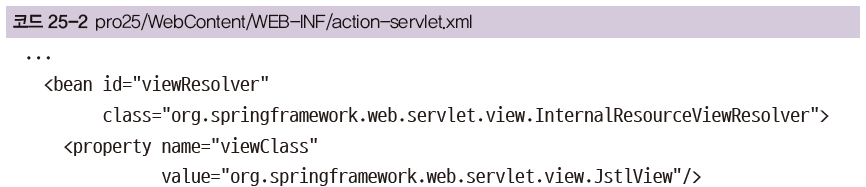 코드 25-2 pro25/WebContent/WEB-INF/action-servlet.xml
...
<bean id="viewResolver"
class="org.springframework.web.servlet.view.InternalResourceViewResolver">
<property name="viewClass"
value="org.springframework.web.servlet.view.JstlView"/>